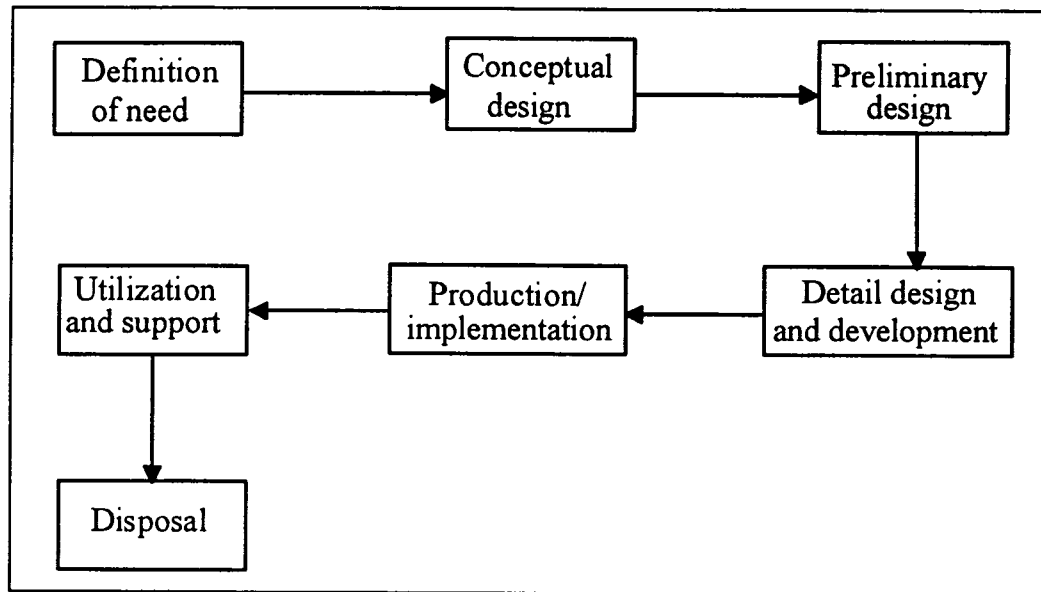 Definition
of need
Conceptual
design
Preliminary
design
Detail design
and development
Production/
implementation
Utilization
and support
Disposal